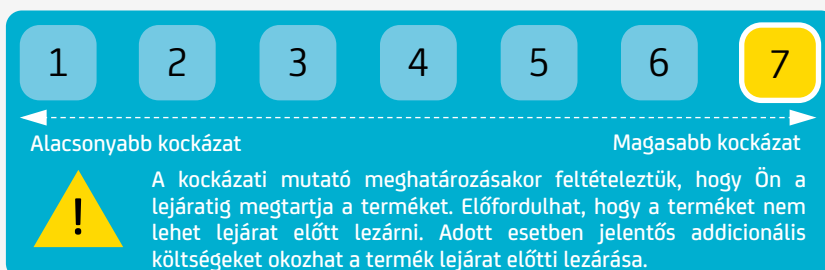 1 2 3 4 5 6 7
Alacsonyabb kockázat Magasabb kockázat
A kockázati mutató meghatározásakor feltételeztük, hogy Ön a
lejáratig megtartja a terméket. Előfordulhat, hogy a terméket nem
lehet lejárat előtt lezárni. Adott esetben jelentős addicionális
költségeket okozhat a termék lejárat előtti lezárása.
!